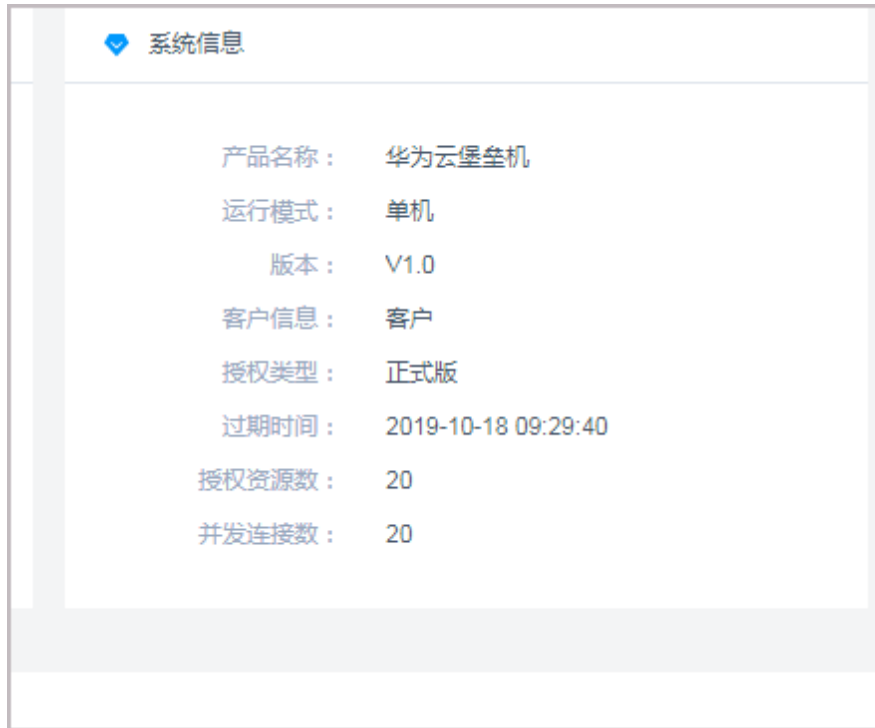 系统信息
产品名称： 华为云堡垒机
运行模式： 单机
版本： V1.0
客户信息： 客户
授权类型： 正式版
过期时间： 2019-10-18 09:29:40
授权资源数： 20
并发连接数： 20